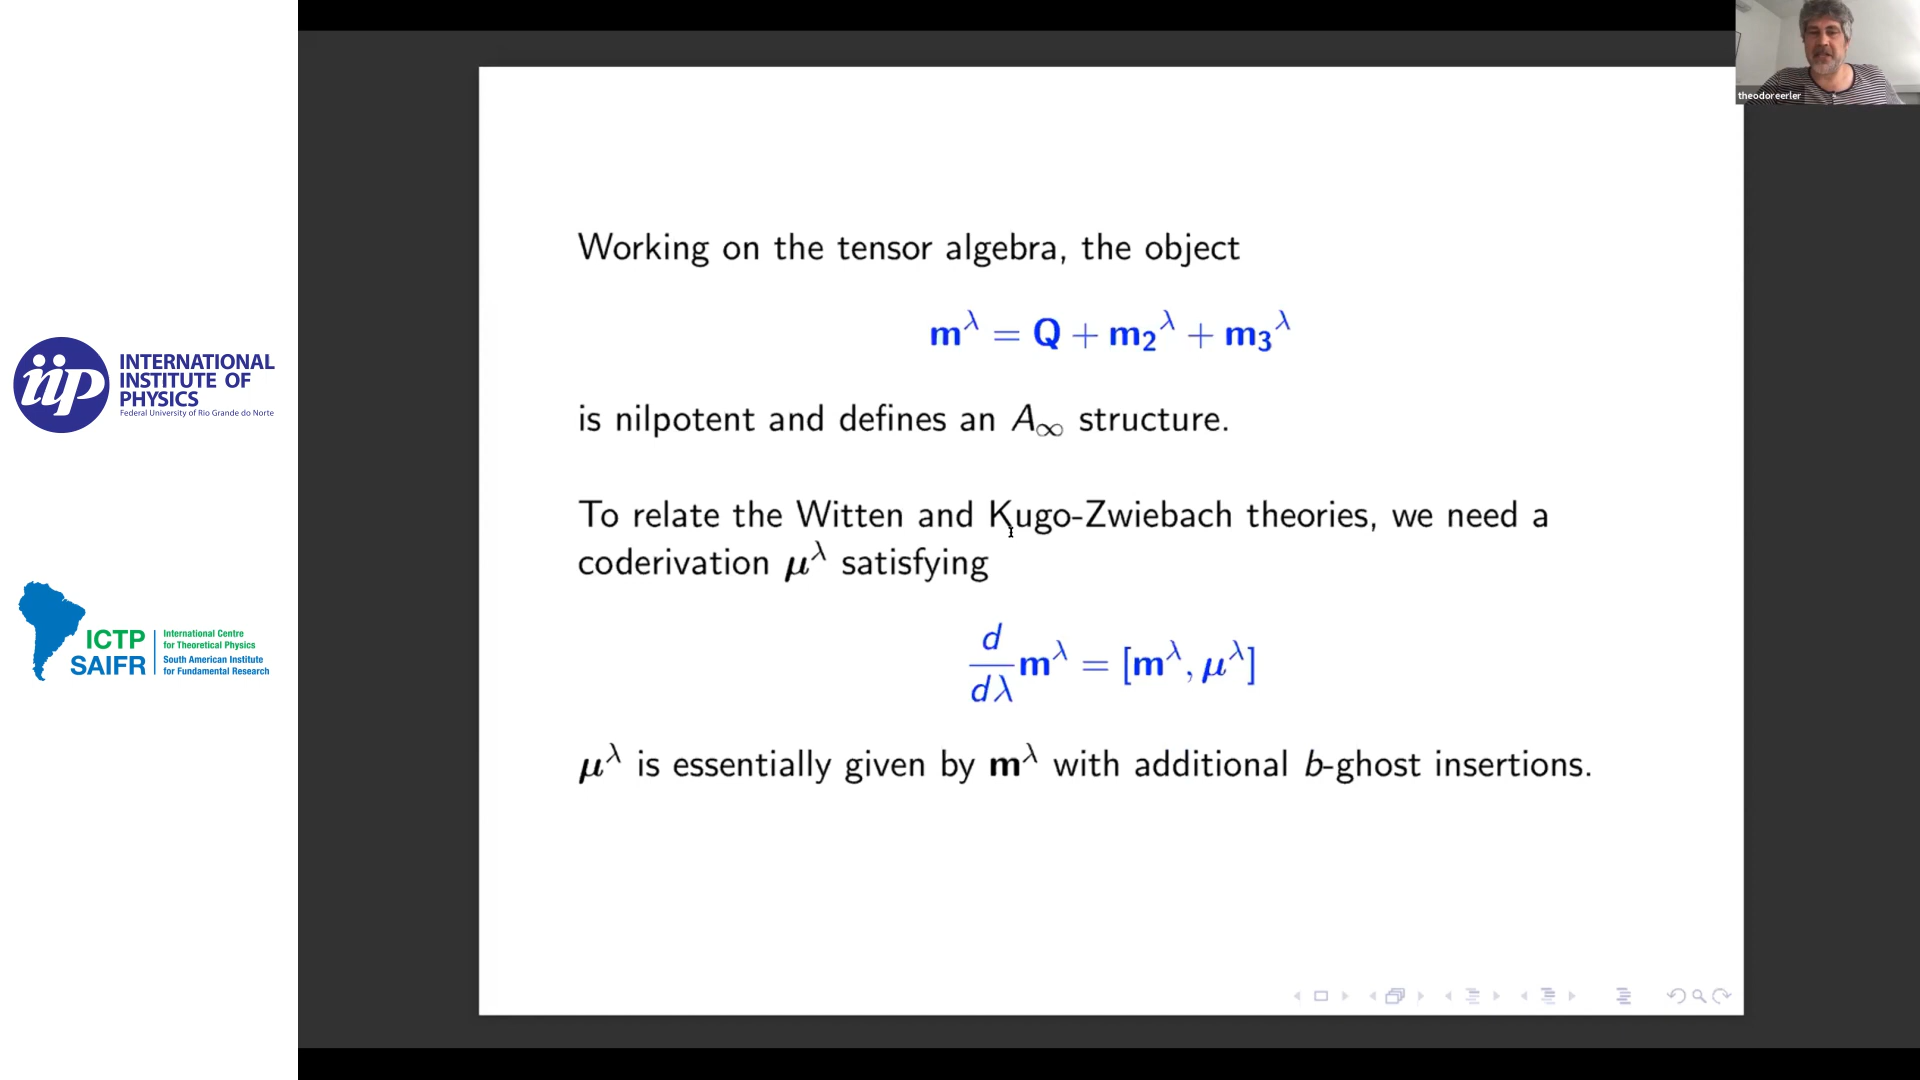 theodoreerler
Working on the tensor algebra, the object
m^λ = Q + m₂^λ + m₃^λ
is nilpotent and defines an A∞ structure.
To relate the Witten and Kugo-Zwiebach theories, we need a
coderivation μ^λ satisfying
d/dλ m^λ = [m^λ, μ^λ]
μ^λ is essentially given by m^λ with additional b-ghost insertions.
iip
INTERNATIONAL
INSTITUTE OF
PHYSICS
Federal University of Rio Grande do Norte
ICTP
SAIFR
International Centre
for Theoretical Physics
South American Institute
for Fundamental Research